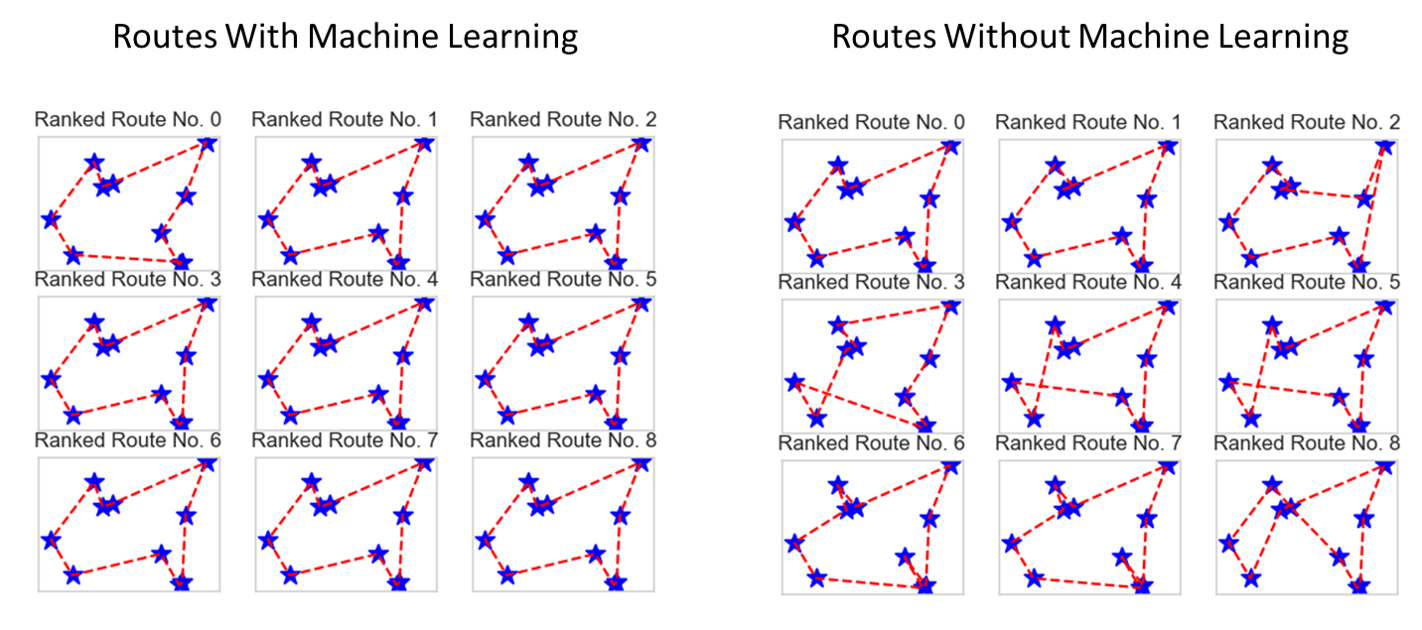 Routes With Machine Learning
Routes Without Machine Learning
Ranked Route No. 0
Ranked Route No. 1
Ranked Route No. 2
Ranked Route No. 3
Ranked Route No. 4
Ranked Route No. 5
Ranked Route No. 6
Ranked Route No. 7
Ranked Route No. 8
Ranked Route No. 0
Ranked Route No. 1
Ranked Route No. 2
Ranked Route No. 3
Ranked Route No. 4
Ranked Route No. 5
Ranked Route No. 6
Ranked Route No. 7
Ranked Route No. 8